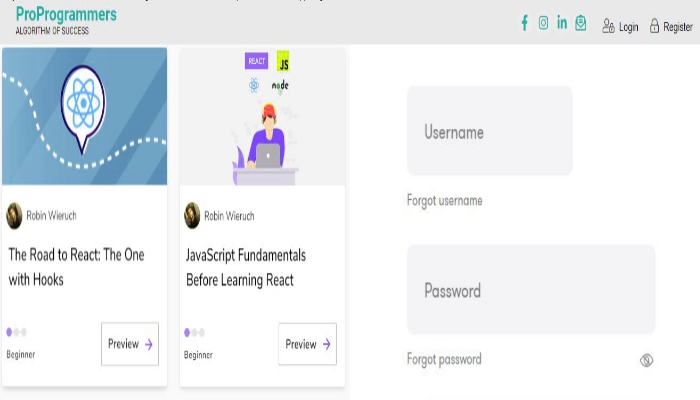 ProProgrammers
ALGORITHM OF SUCCESS
Login
Register
REACT
JS
node
Robin Wieruch
The Road to React: The One
with Hooks
Beginner
Preview
Robin Wieruch
JavaScript Fundamentals
Before Learning React
Beginner
Preview
Username
Forgot username
Password
Forgot password